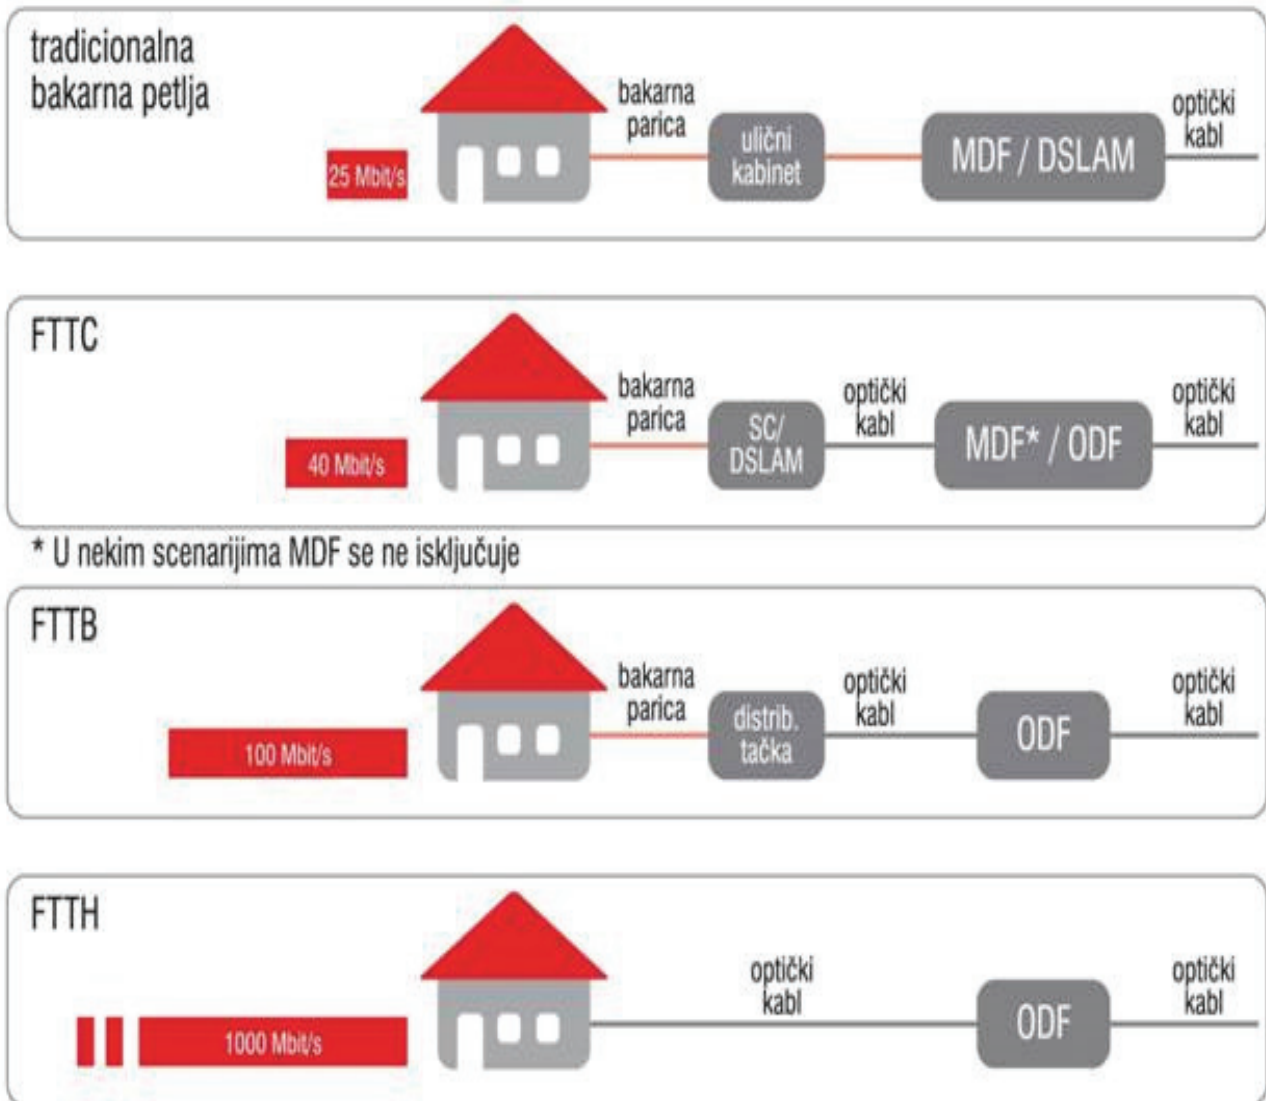 tradicionalna
bakarna petlja
25 Mbit/s
bakarna
parica
ulični
kabinet
MDF / DSLAM
optički
kabl
FTTC
40 Mbit/s
bakarna
parica
SC/
DSLAM
optički
kabl
MDF* / ODF
optički
kabl
* U nekim scenarijima MDF se ne isključuje
FTTB
100 Mbit/s
bakarna
parica
distrib.
tačka
optički
kabl
ODF
optički
kabl
FTTH
1000 Mbit/s
optički
kabl
ODF
optički
kabl